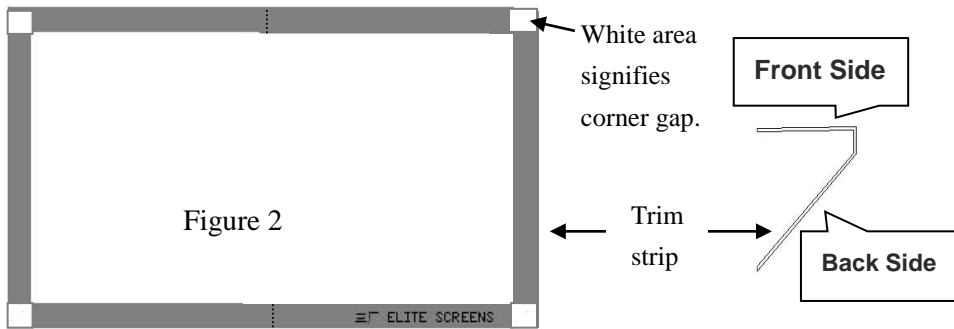 White area
signifies
corner gap.
Front Side
Figure 2
Trim
strip
Back Side
ELITE SCREENS